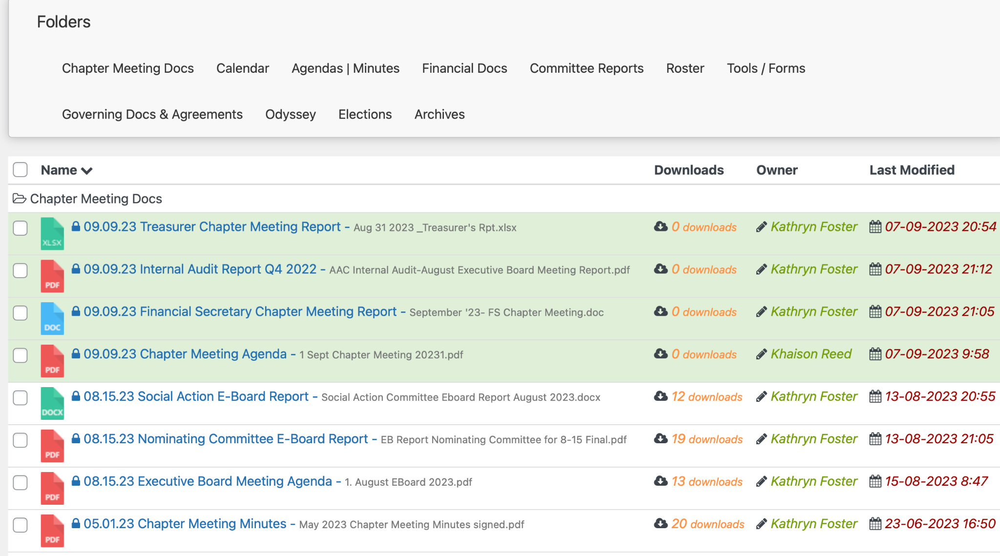 Folders
Chapter Meeting Docs Calendar Agendas | Minutes Financial Docs Committee Reports Roster Tools / Forms
Governing Docs & Agreements Odyssey Elections Archives
Name Downloads Owner Last Modified
Chapter Meeting Docs
XLSX 09.09.23 Treasurer Chapter Meeting Report - Aug 31 2023 _Treasurer's Rpt.xlsx 0 downloads Kathryn Foster 07-09-2023 20:54
PDF 09.09.23 Internal Audit Report Q4 2022 - AAC Internal Audit-August Executive Board Meeting Report.pdf 0 downloads Kathryn Foster 07-09-2023 21:12
DOC 09.09.23 Financial Secretary Chapter Meeting Report - September '23- FS Chapter Meeting.doc 0 downloads Kathryn Foster 07-09-2023 21:05
PDF 09.09.23 Chapter Meeting Agenda - 1 Sept Chapter Meeting 20231.pdf 0 downloads Khaison Reed 07-09-2023 9:58
DOCX 08.15.23 Social Action E-Board Report - Social Action Committee Eboard Report August 2023.docx 12 downloads Kathryn Foster 13-08-2023 20:55
PDF 08.15.23 Nominating Committee E-Board Report - EB Report Nominating Committee for 8-15 Final.pdf 19 downloads Kathryn Foster 13-08-2023 21:05
PDF 08.15.23 Executive Board Meeting Agenda - 1. August EBoard 2023.pdf 13 downloads Kathryn Foster 15-08-2023 8:47
PDF 05.01.23 Chapter Meeting Minutes - May 2023 Chapter Meeting Minutes signed.pdf 20 downloads Kathryn Foster 23-06-2023 16:50